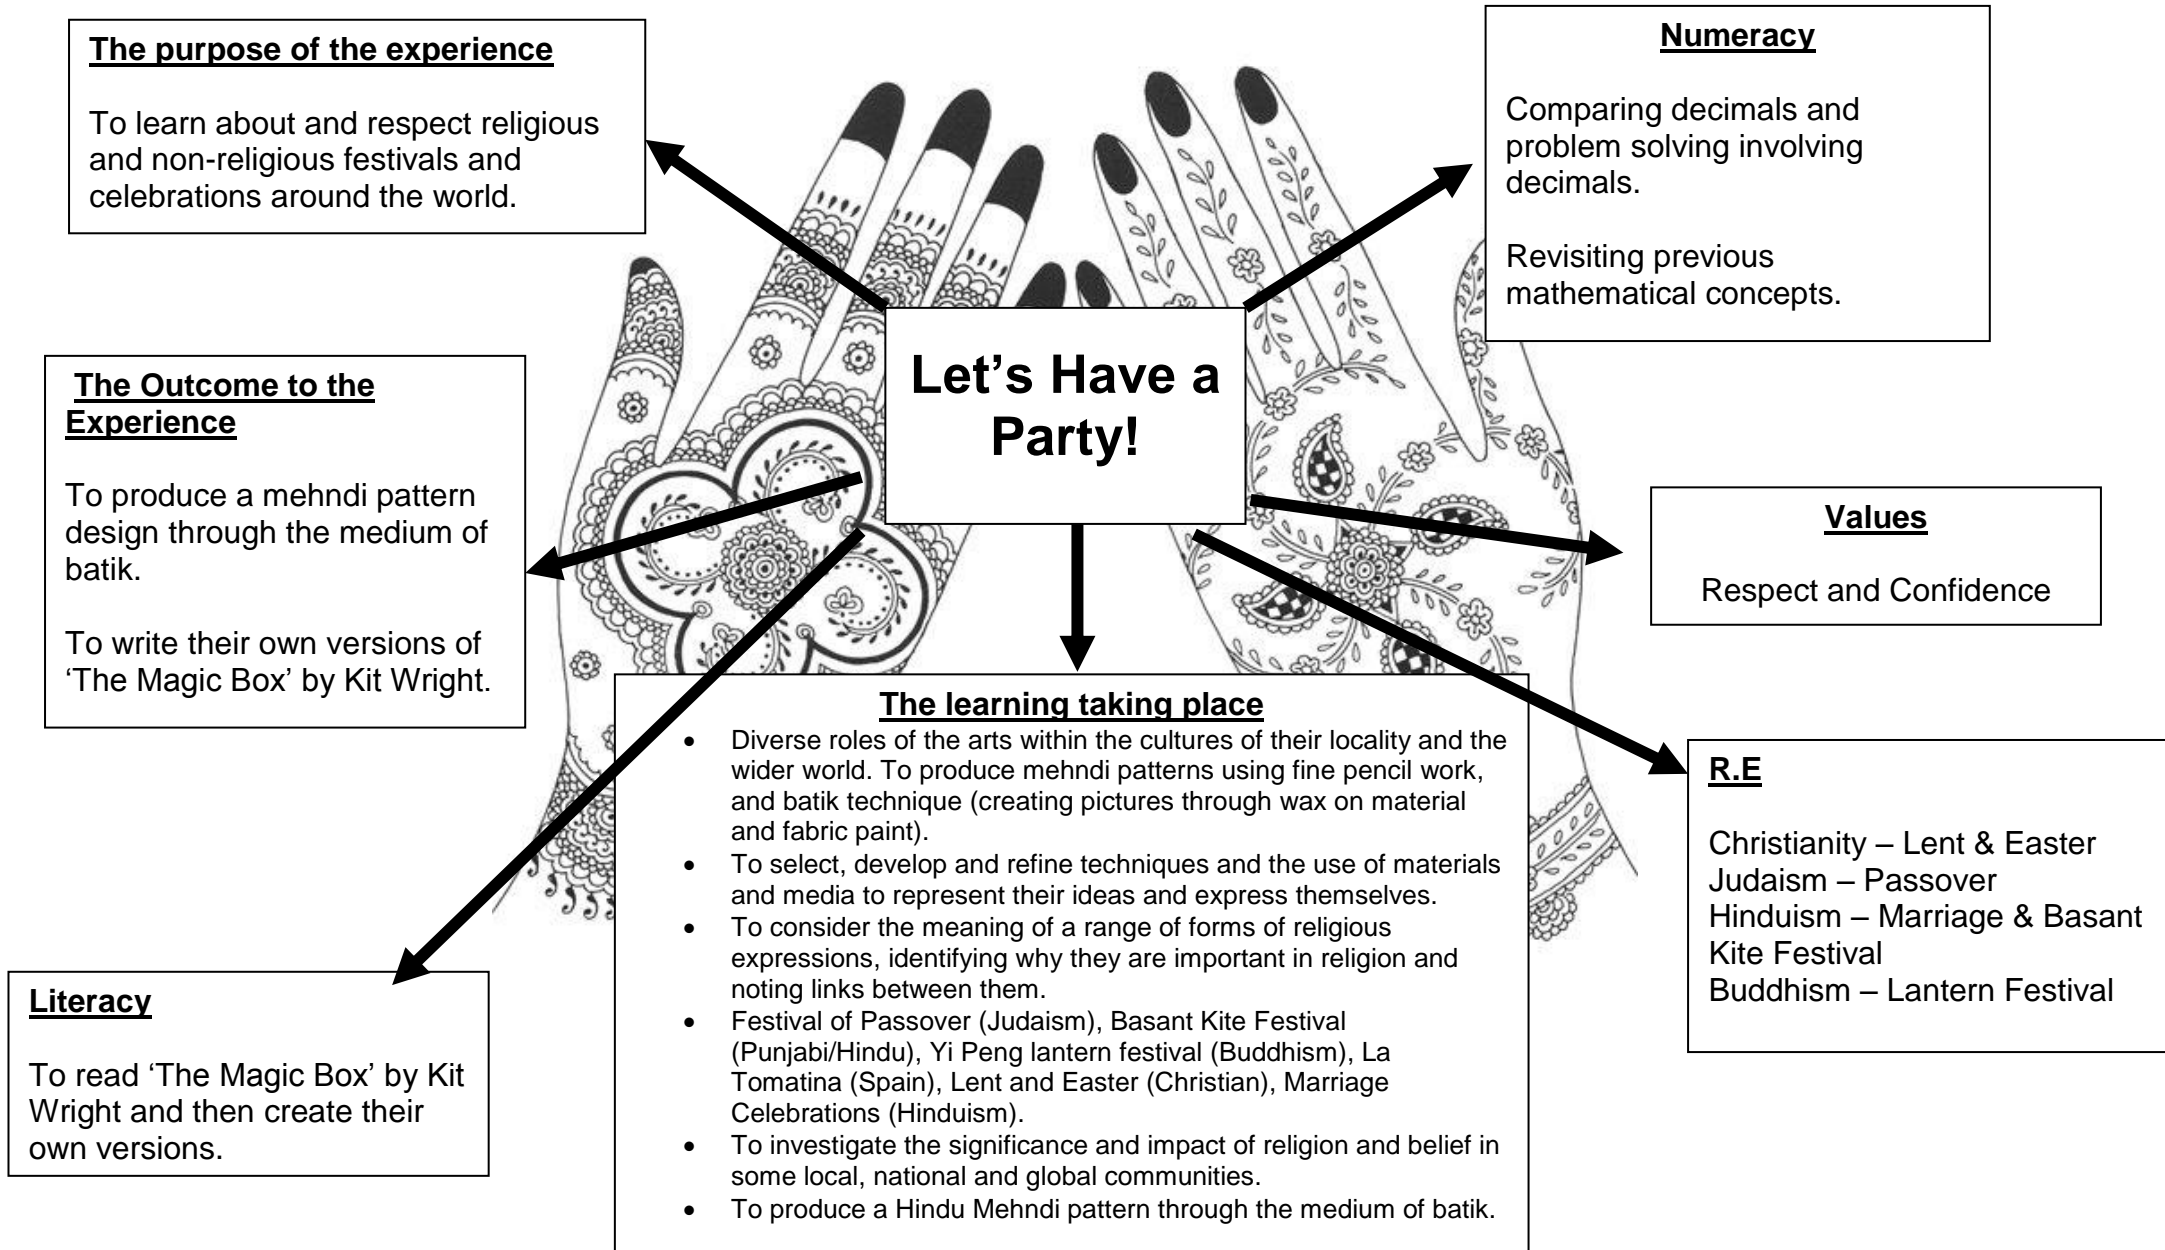 The purpose of the experience
To learn about and respect religious
and non-religious festivals and
celebrations around the world.
Numeracy
Comparing decimals and
problem solving involving
decimals.
Revisiting previous
mathematical concepts.
Let’s Have a
Party!
The Outcome to the
Experience
To produce a mehndi pattern
design through the medium of
batik.
To write their own versions of
‘The Magic Box’ by Kit Wright.
Values
Respect and Confidence
The learning taking place
• Diverse roles of the arts within the cultures of their locality and the
wider world. To produce mehndi patterns using fine pencil work,
and batik technique (creating pictures through wax on material
and fabric paint).
• To select, develop and refine techniques and the use of materials
and media to represent their ideas and express themselves.
• To consider the meaning of a range of forms of religious
expressions, identifying why they are important in religion and
noting links between them.
• Festival of Passover (Judaism), Basant Kite Festival
(Punjabi/Hindu), Yi Peng lantern festival (Buddhism), La
Tomatina (Spain), Lent and Easter (Christian), Marriage
Celebrations (Hinduism).
• To investigate the significance and impact of religion and belief in
some local, national and global communities.
• To produce a Hindu Mehndi pattern through the medium of batik.
R.E
Christianity – Lent & Easter
Judaism – Passover
Hinduism – Marriage & Basant
Kite Festival
Buddhism – Lantern Festival
Literacy
To read ‘The Magic Box’ by Kit
Wright and then create their
own versions.